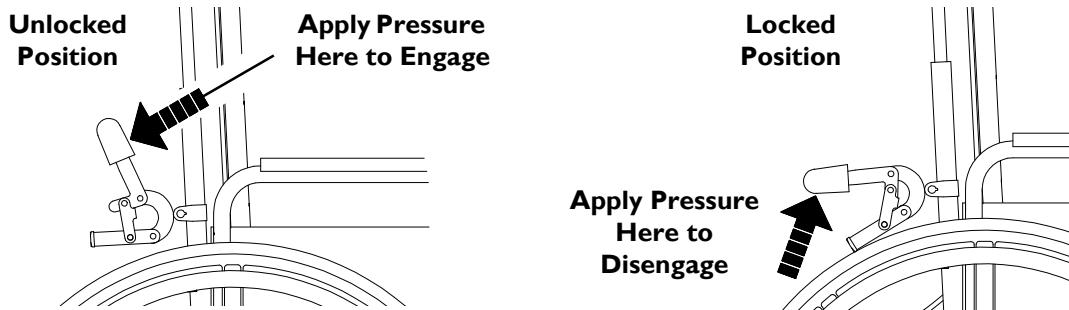 Unlocked
Position
Apply Pressure
Here to Engage
Locked
Position
Apply Pressure
Here to
Disengage